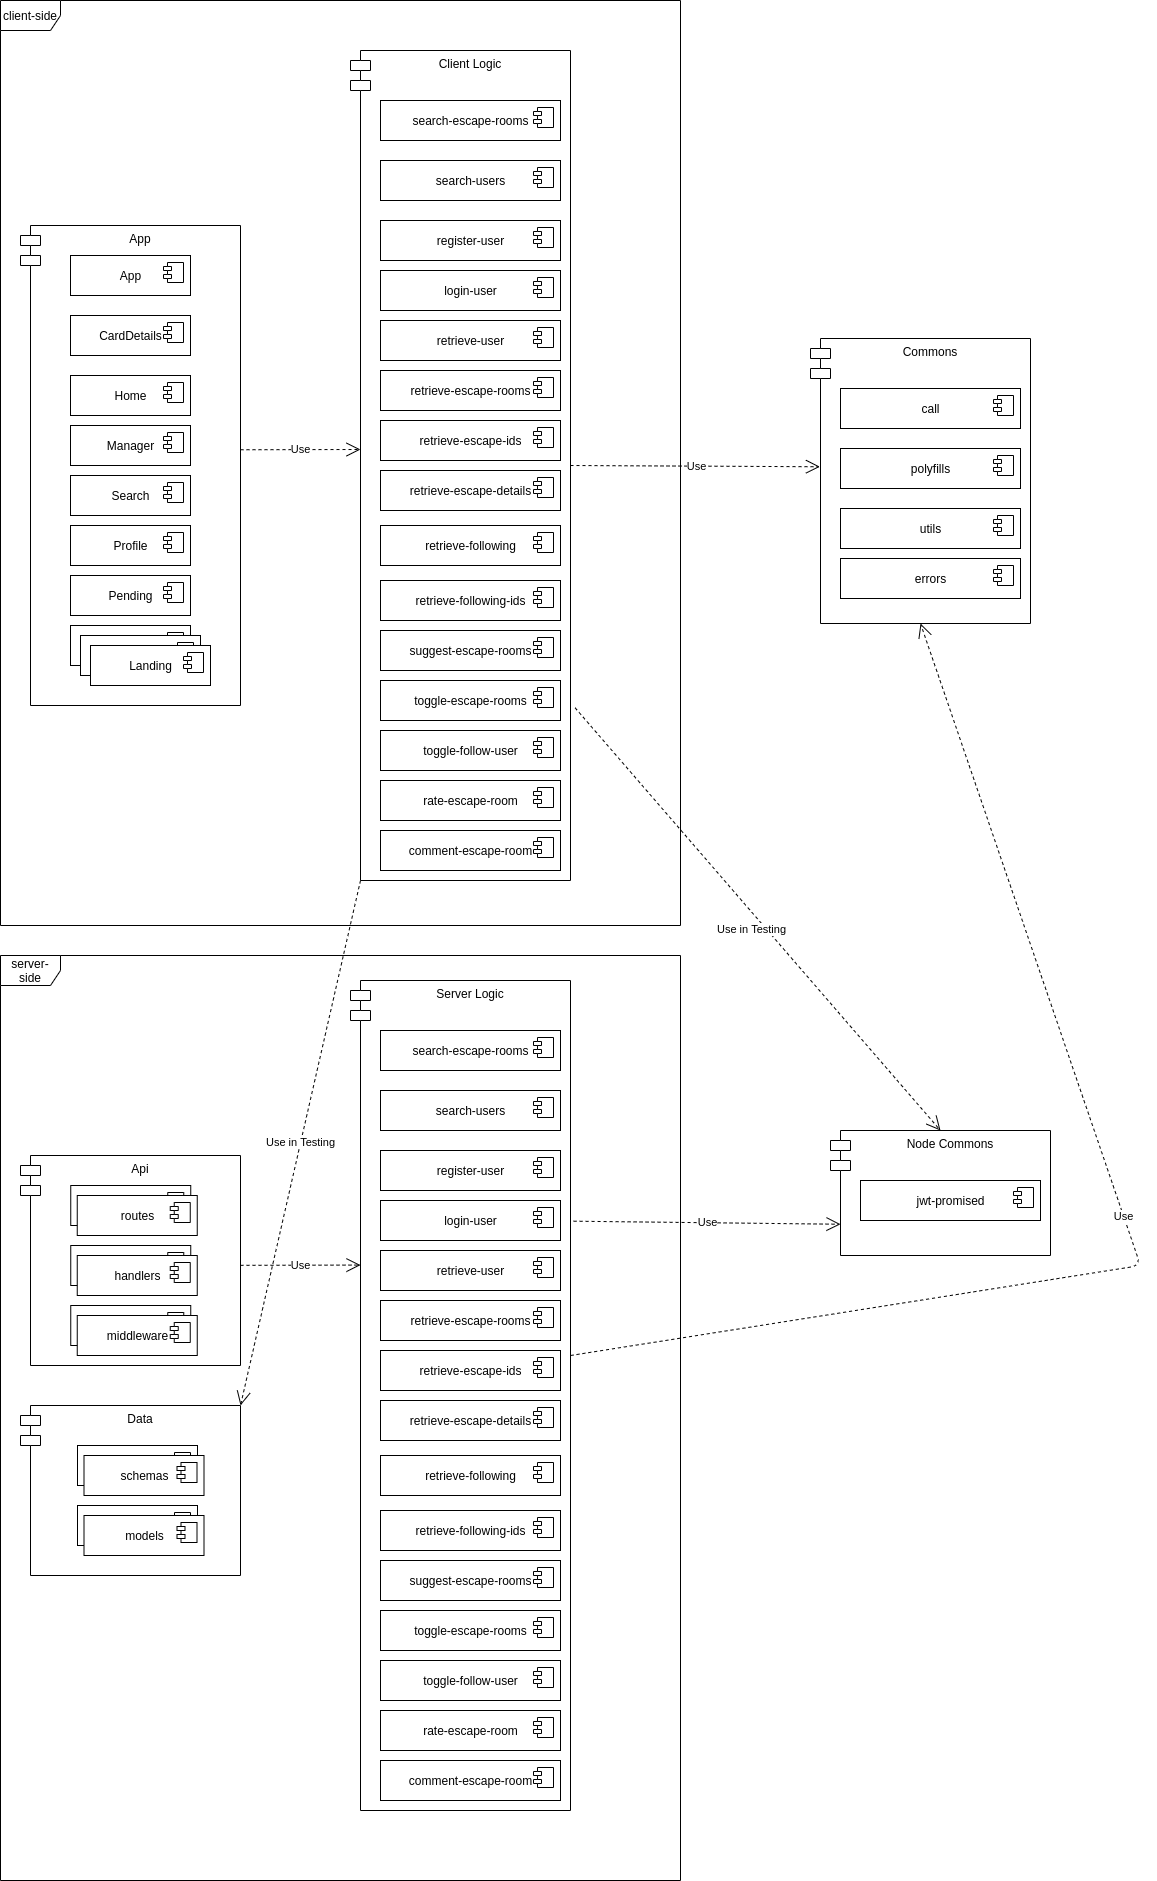 client-side
Client Logic
search-escape-rooms
search-users
register-user
login-user
retrieve-user
retrieve-escape-rooms
retrieve-escape-ids
retrieve-escape-details
retrieve-following
retrieve-following-ids
suggest-escape-rooms
toggle-escape-rooms
toggle-follow-user
rate-escape-room
comment-escape-room
App
App
CardDetails
Home
Manager
Search
Profile
Pending
Landing
Use
Use
Commons
call
polyfills
utils
errors
Use in Testing
Use in Testing
server-
side
Server Logic
search-escape-rooms
search-users
register-user
login-user
retrieve-user
retrieve-escape-rooms
retrieve-escape-ids
retrieve-escape-details
retrieve-following
retrieve-following-ids
suggest-escape-rooms
toggle-escape-rooms
toggle-follow-user
rate-escape-room
comment-escape-room
Api
routes
handlers
middleware
Use
Data
schemas
models
Use
Node Commons
jwt-promised
Use